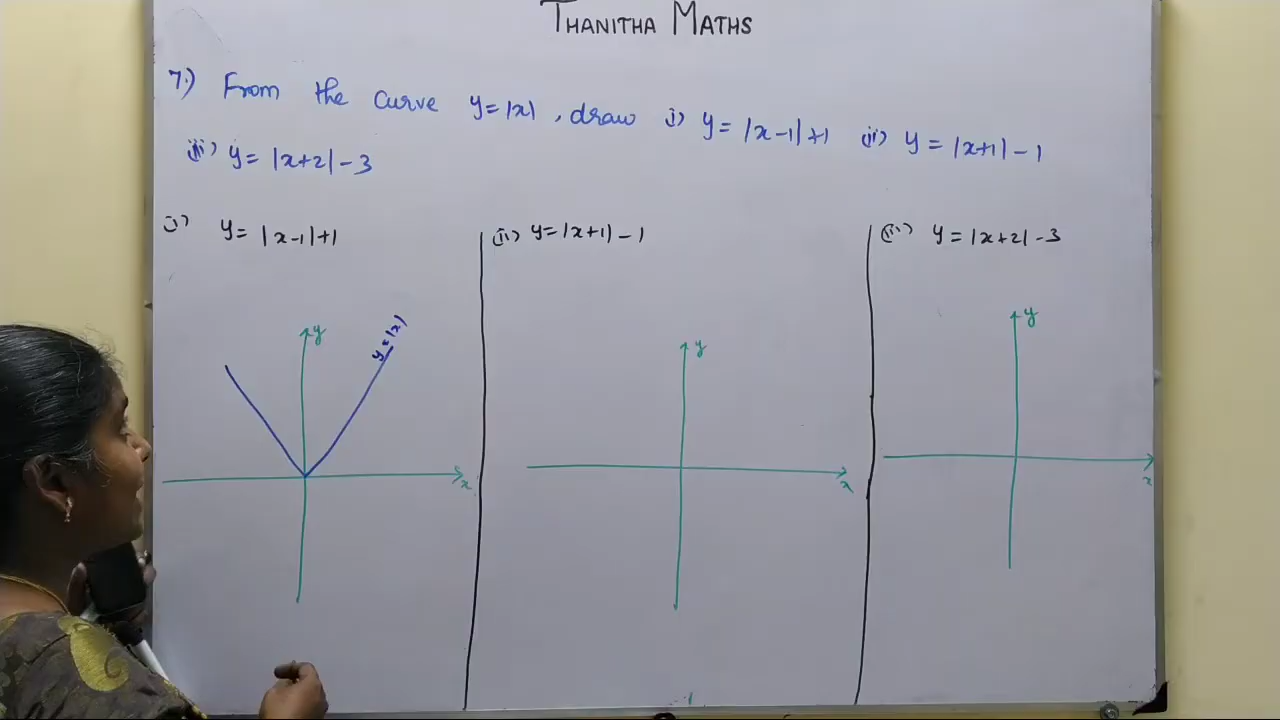 THANITHA MATHS
7) From the curve y=|x|, draw i) y=|x-1|+1 ii) y=|x+1|-1
iii) y=|x+2|-3
i) y=|x-1|+1
y
y=|x|
x
(ii) y=|x+1|-1
y
x
(iii) y=|x+2|-3
y
x